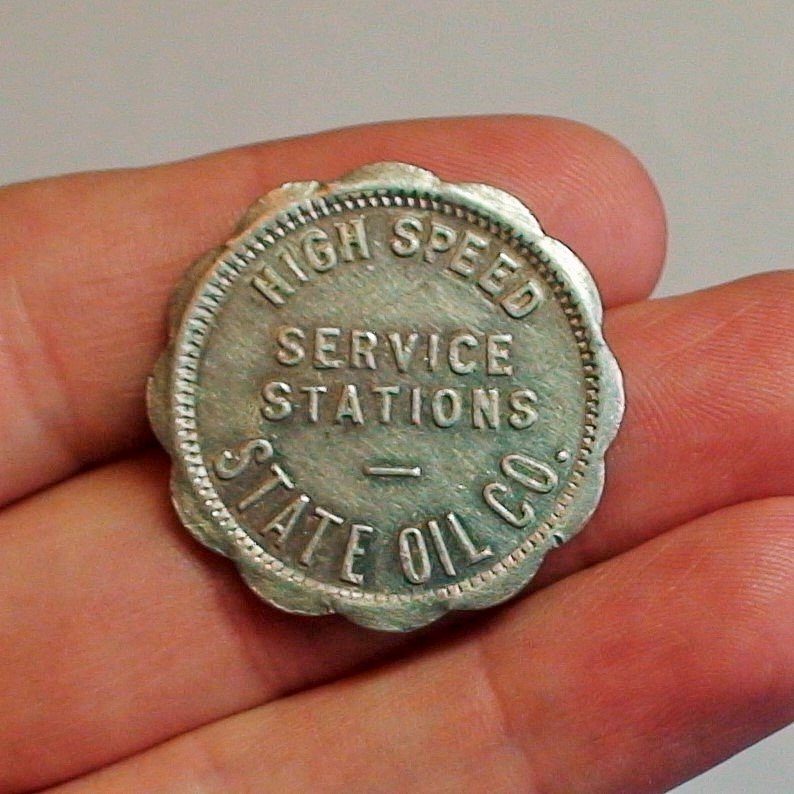 HIGH SPEED
SERVICE
STATIONS
—
STATE OIL CO.